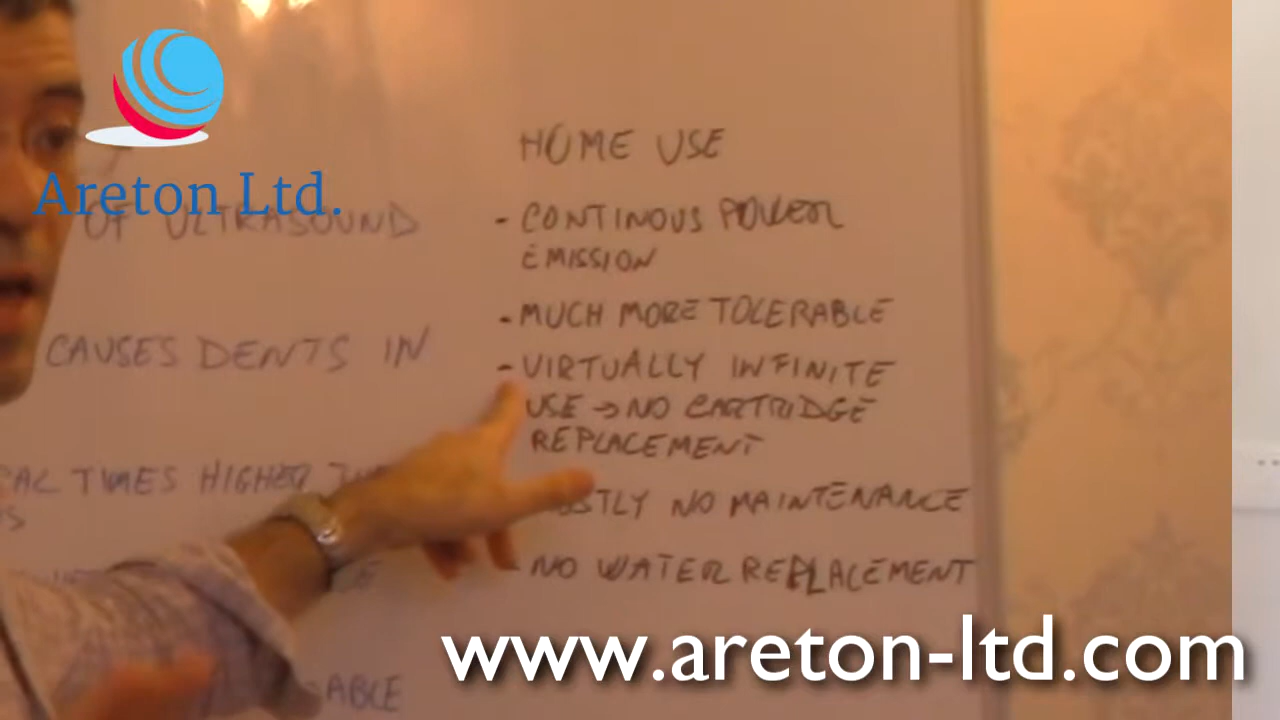 Areton Ltd.
OF ULTRASOUND
CAUSES DENTS IN
TIMES HIGHER
ABLE
HOME USE
- CONTINOUS POWER
EMISSION
- MUCH MORE TOLERABLE
- VIRTUALLY INFINITE
USE → NO CARTRIDGE
REPLACEMENT
NO MAINTENANCE
- NO WATER REPLACEMENT
www.areton-ltd.com